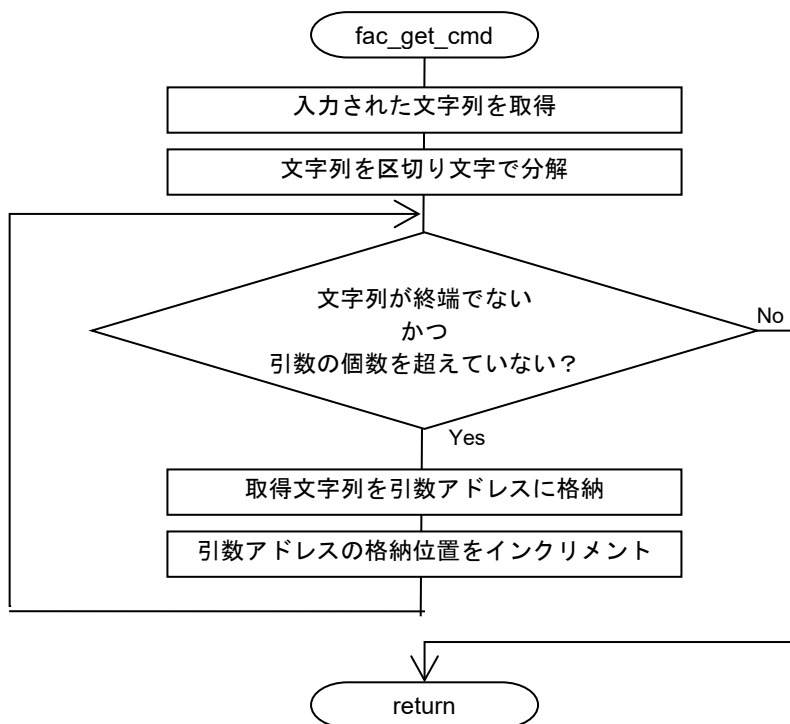 fac_get_cmd
入力された文字列を取得
文字列を区切り文字で分解
文字列が終端でない
かつ
引数の個数を超えていない？
No
Yes
取得文字列を引数アドレスに格納
引数アドレスの格納位置をインクリメント
return